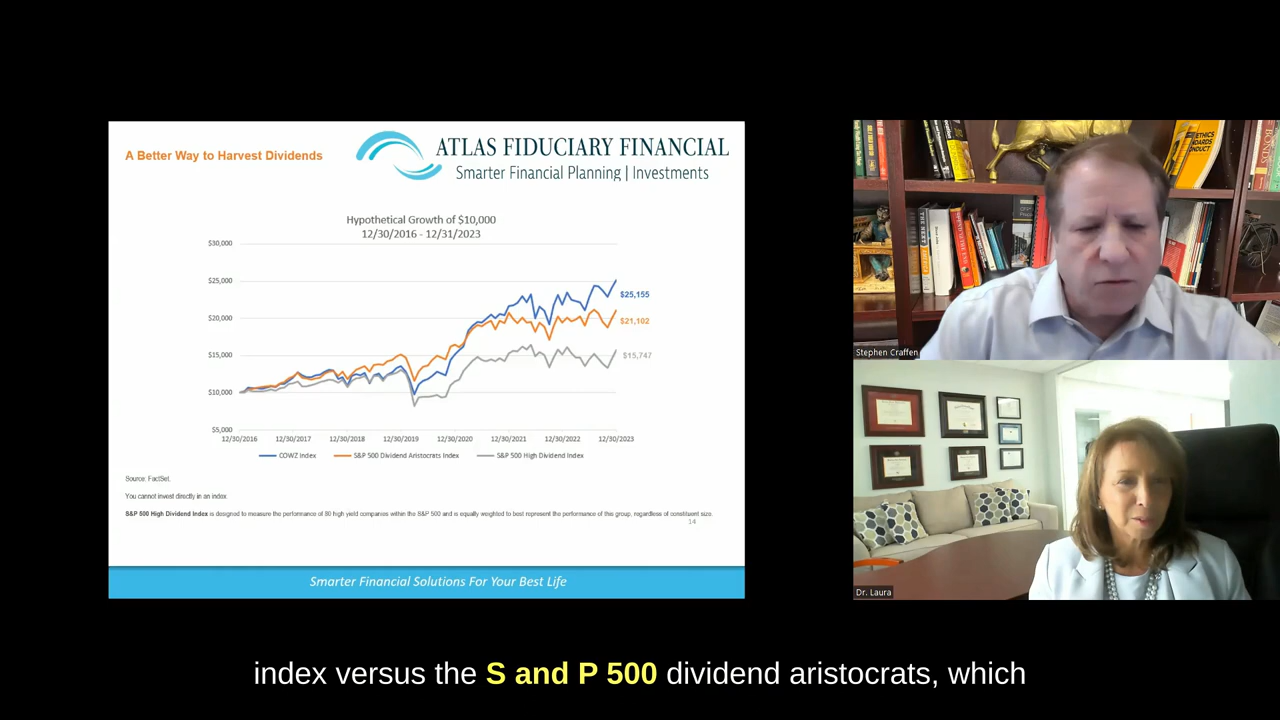 A Better Way to Harvest Dividends
ATLAS FIDUCIARY FINANCIAL
Smarter Financial Planning | Investments
Hypothetical Growth of $10,000
12/30/2016 - 12/31/2023
$30,000
$25,000
$20,000
$15,000
$10,000
$5,000
$25,155
$21,102
$15,747
12/30/2016 12/30/2017 12/30/2018 12/30/2019 12/30/2020 12/30/2021 12/30/2022 12/30/2023
COWZ Index S&P 500 Dividend Aristocrats Index S&P 500 High Dividend Index
Source: FactSet.
You cannot invest directly in an index
S&P 500 High Dividend Index is designed to measure the performance of 80 high yield companies within the S&P 500 and is equally weighted to best represent the performance of this group, regardless of constituent size.
14
Smarter Financial Solutions For Your Best Life
ETHICS
BONDS
Stephen Craffen
Dr. Laura
index versus the S and P 500 dividend aristocrats, which